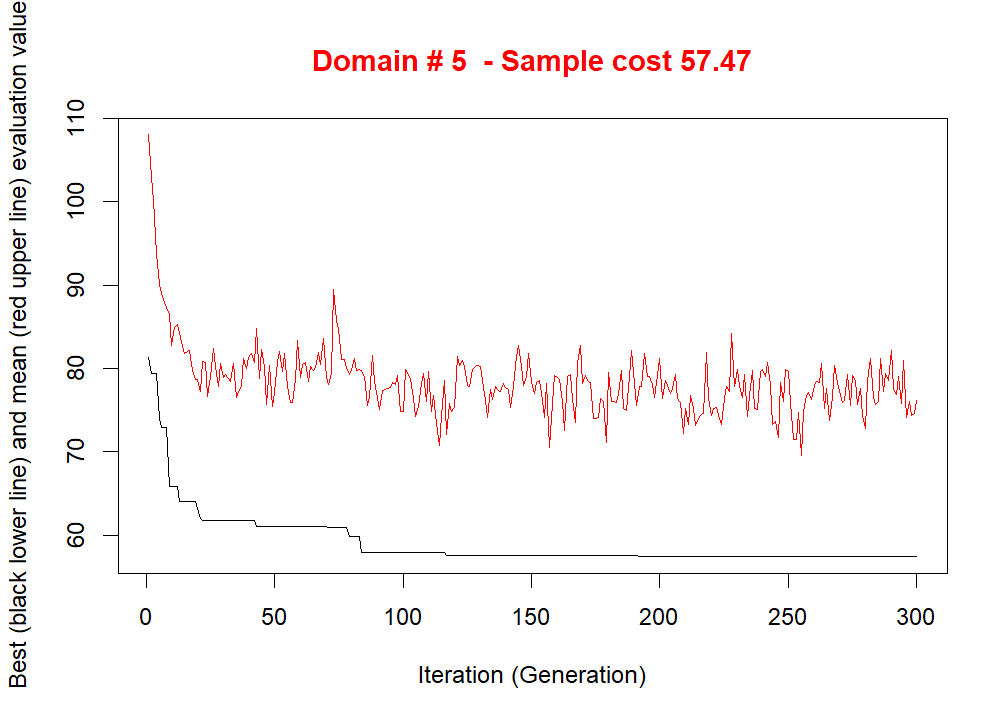 Domain # 5  - Sample cost 57.47
Best (black lower line) and mean (red upper line) evaluation value
110
100
90
80
70
60
0 50 100 150 200 250 300
Iteration (Generation)